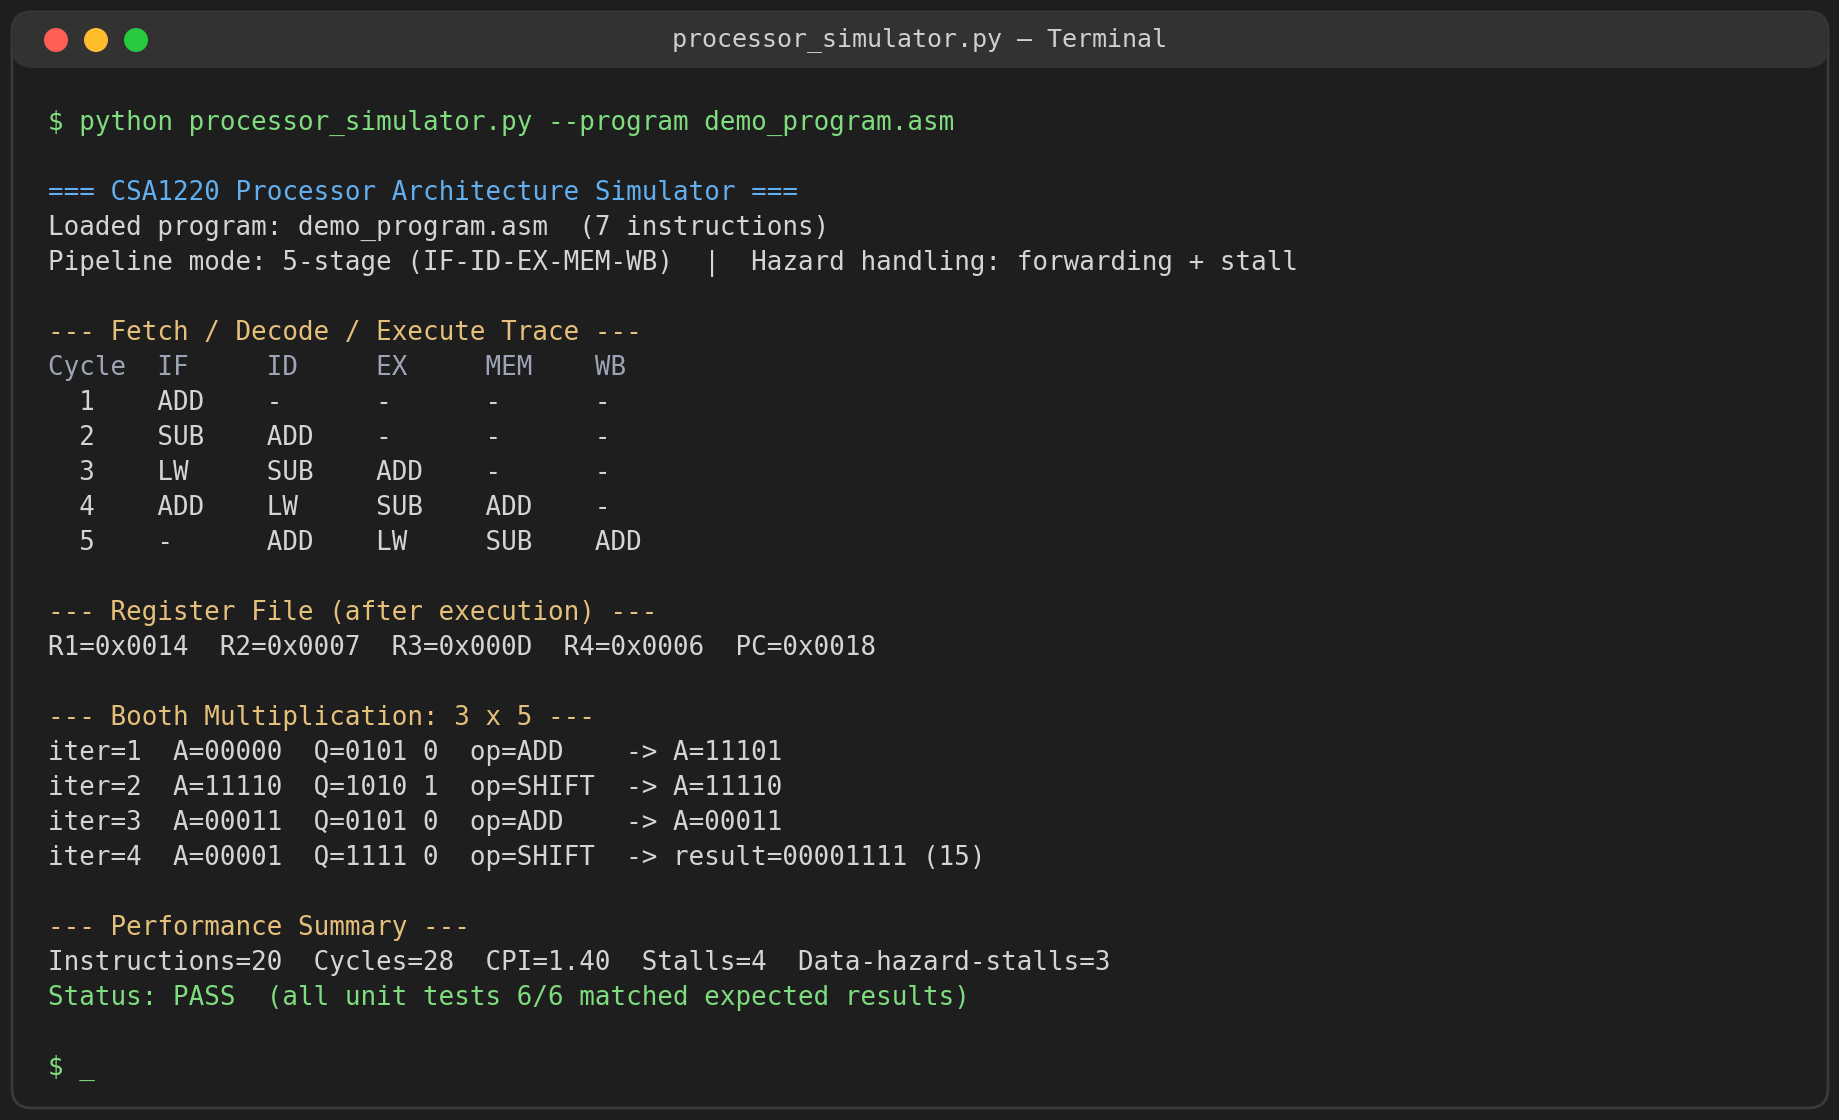 processor_simulator.py — Terminal
$ python processor_simulator.py --program demo_program.asm
=== CSA1220 Processor Architecture Simulator ===
Loaded program: demo_program.asm  (7 instructions)
Pipeline mode: 5-stage (IF-ID-EX-MEM-WB)  |  Hazard handling: forwarding + stall
--- Fetch / Decode / Execute Trace ---
Cycle  IF     ID     EX     MEM    WB
  1    ADD    -      -      -      -
  2    SUB    ADD    -      -      -
  3    LW     SUB    ADD    -      -
  4    ADD    LW     SUB    ADD    -
  5    -      ADD    LW     SUB    ADD
--- Register File (after execution) ---
R1=0x0014  R2=0x0007  R3=0x000D  R4=0x0006  PC=0x0018
--- Booth Multiplication: 3 x 5 ---
iter=1  A=00000  Q=0101 0  op=ADD    -> A=11101
iter=2  A=11110  Q=1010 1  op=SHIFT  -> A=11110
iter=3  A=00011  Q=0101 0  op=ADD    -> A=00011
iter=4  A=00001  Q=1111 0  op=SHIFT  -> result=00001111 (15)
--- Performance Summary ---
Instructions=20  Cycles=28  CPI=1.40  Stalls=4  Data-hazard-stalls=3
Status: PASS  (all unit tests 6/6 matched expected results)
$ _